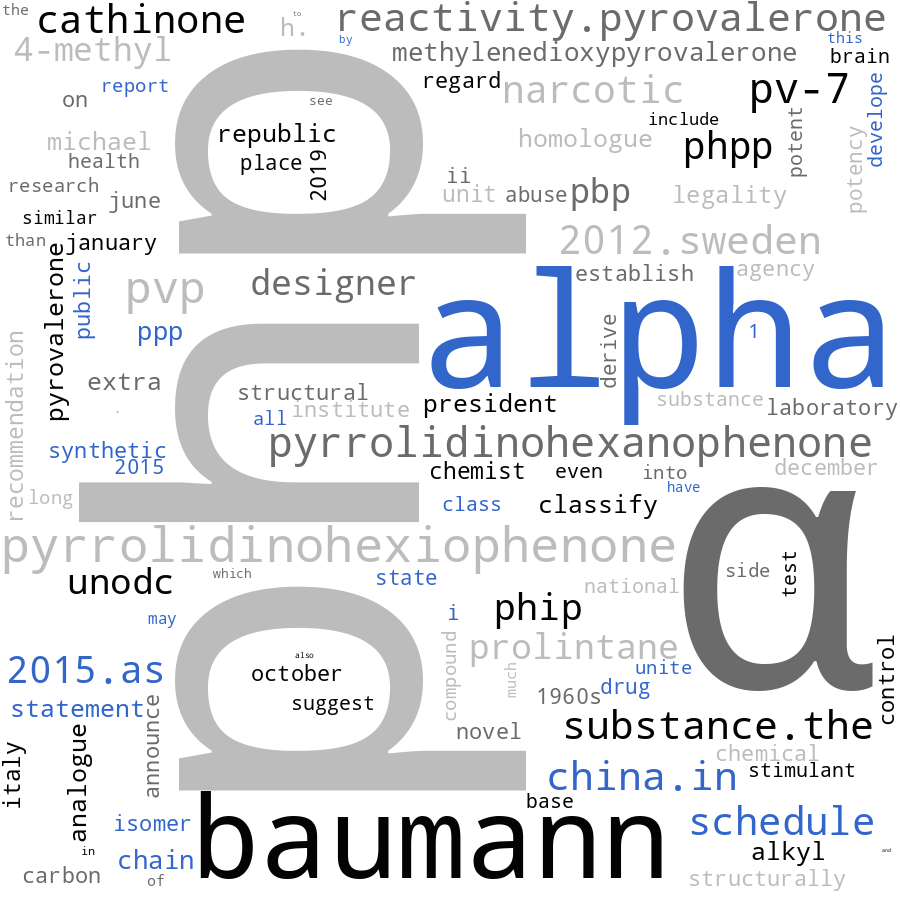 the
cathinone
h.
to
reactivity.pyrovalerone
4-methyl
by
this
methylenedioxypyrovalerone
brain
report
regard
narcotic
pv-7
on
see
develope
include
michael
republic
homologue
phpp
potent
potency
health
place
2019
ii
research
june
unit
abuse
pbp
legality
similar
than
january
2012.sweden
php
pyrovalerone
public
pvp
designer
establish
agency
alpha
ppp
derive
1
recommendation
extra
structural
.
all
institute
president
substance
laboratory
synthetic
pyrrolidinohexanophenone
2015
chemist
even
into
december
long
class
classify
have
α
pyrrolidinohexiophenone
unodc
which
state
national
side
test
may
i
phip
also
compound
prolintane
control
2015.as
october
much
unite
statement
suggest
1960s
drug
announce
novel
substance.the
italy
analogue
chemical
china.in
stimulant
base
baumann
isomer
schedule
in
chain
alkyl
and
carbon
of
structurally